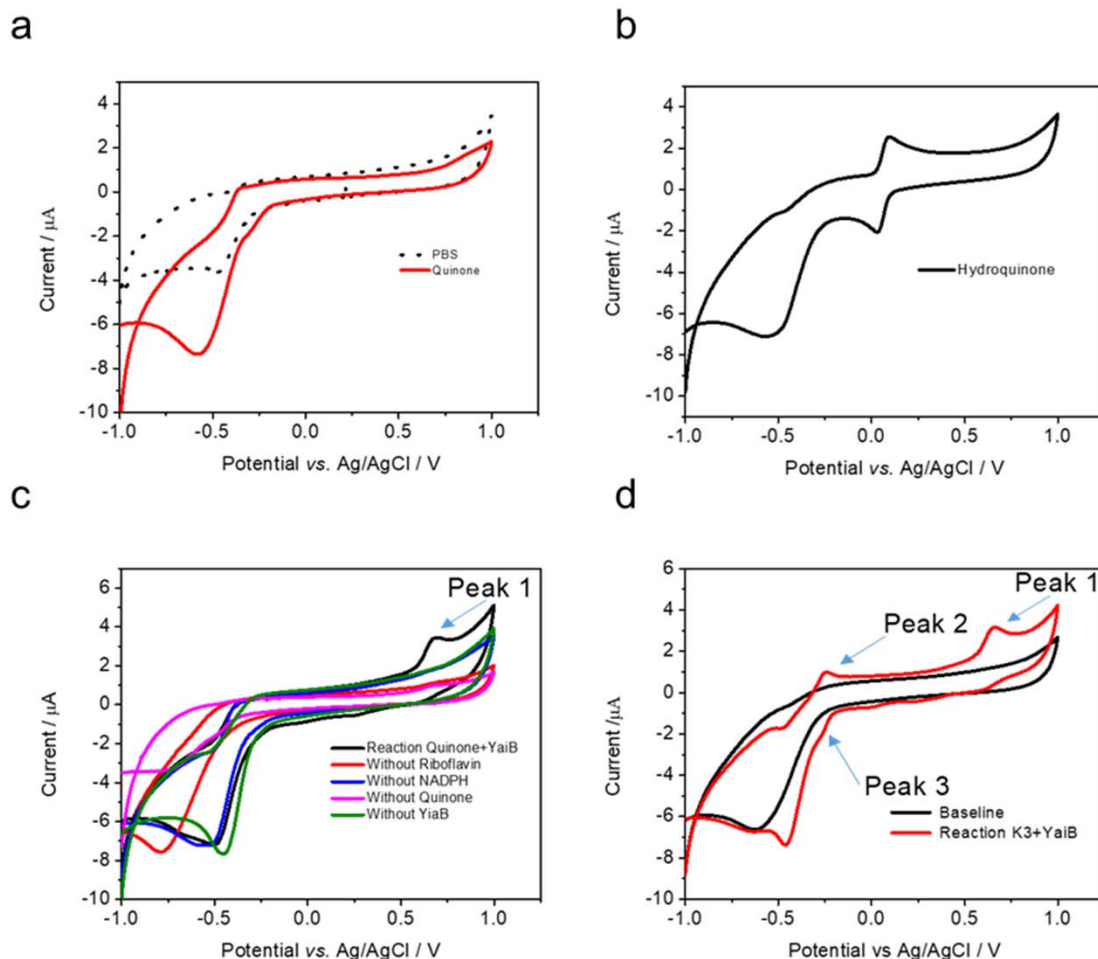 a
4
2
0
-2
-4
-6
-8
-10
Current / μA
PBS
Quinone
-1.0 -0.5 0.0 0.5 1.0
Potential vs. Ag/AgCl / V
b
4
2
0
-2
-4
-6
-8
-10
Current / μA
Hydroquinone
-1.0 -0.5 0.0 0.5 1.0
Potential vs. Ag/AgCl / V
c
6
4
2
0
-2
-4
-6
-8
-10
Current / μA
Peak 1
Reaction Quinone+YaiB
Without Riboflavin
Without NADPH
Without Quinone
Without YiaB
-1.0 -0.5 0.0 0.5 1.0
Potential vs. Ag/AgCl / V
d
6
4
2
0
-2
-4
-6
-8
-10
Current / μA
Peak 1
Peak 2
Peak 3
Baseline
Reaction K3+YaiB
-1.0 -0.5 0.0 0.5 1.0
Potential vs Ag/AgCl / V